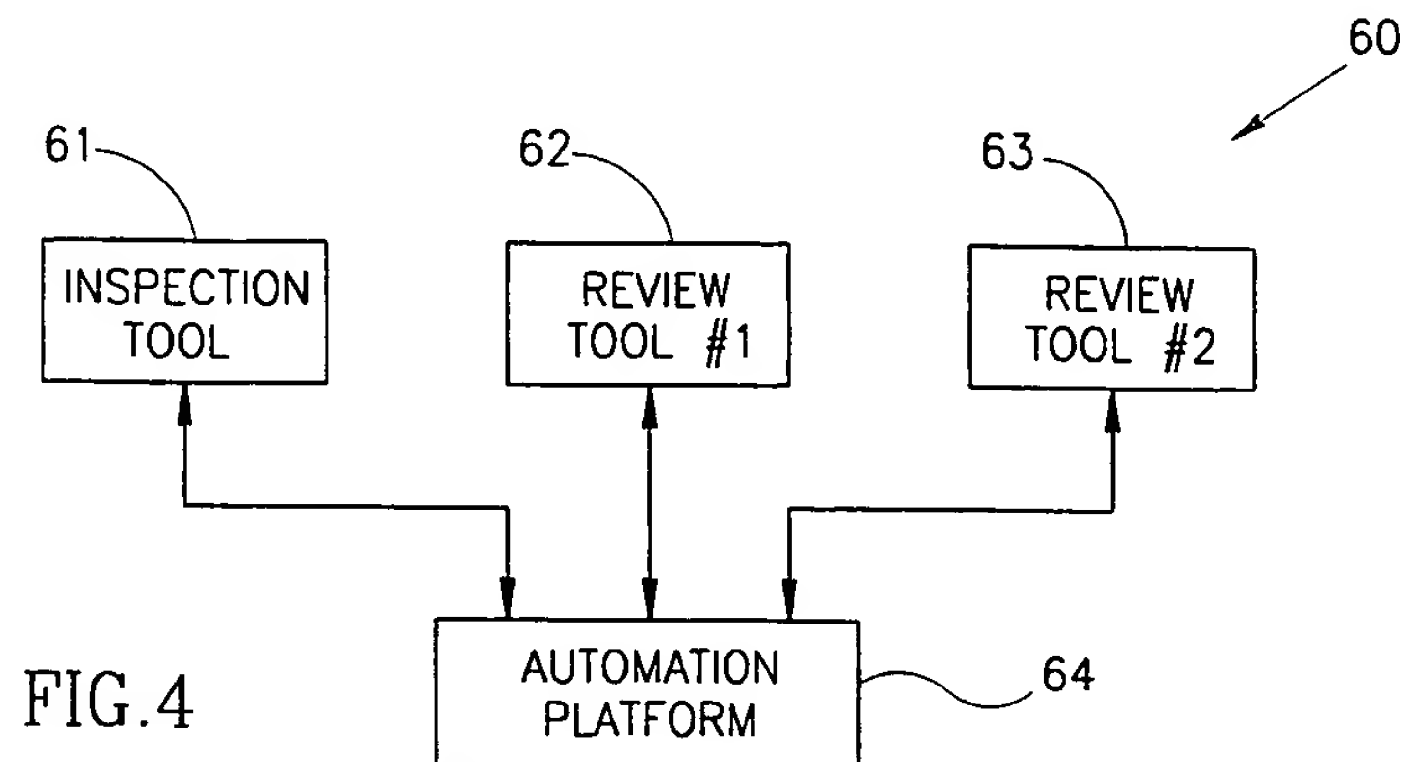 60
61
62
63
INSPECTION
TOOL
REVIEW
TOOL #1
REVIEW
TOOL #2
AUTOMATION
PLATFORM
64
FIG.4